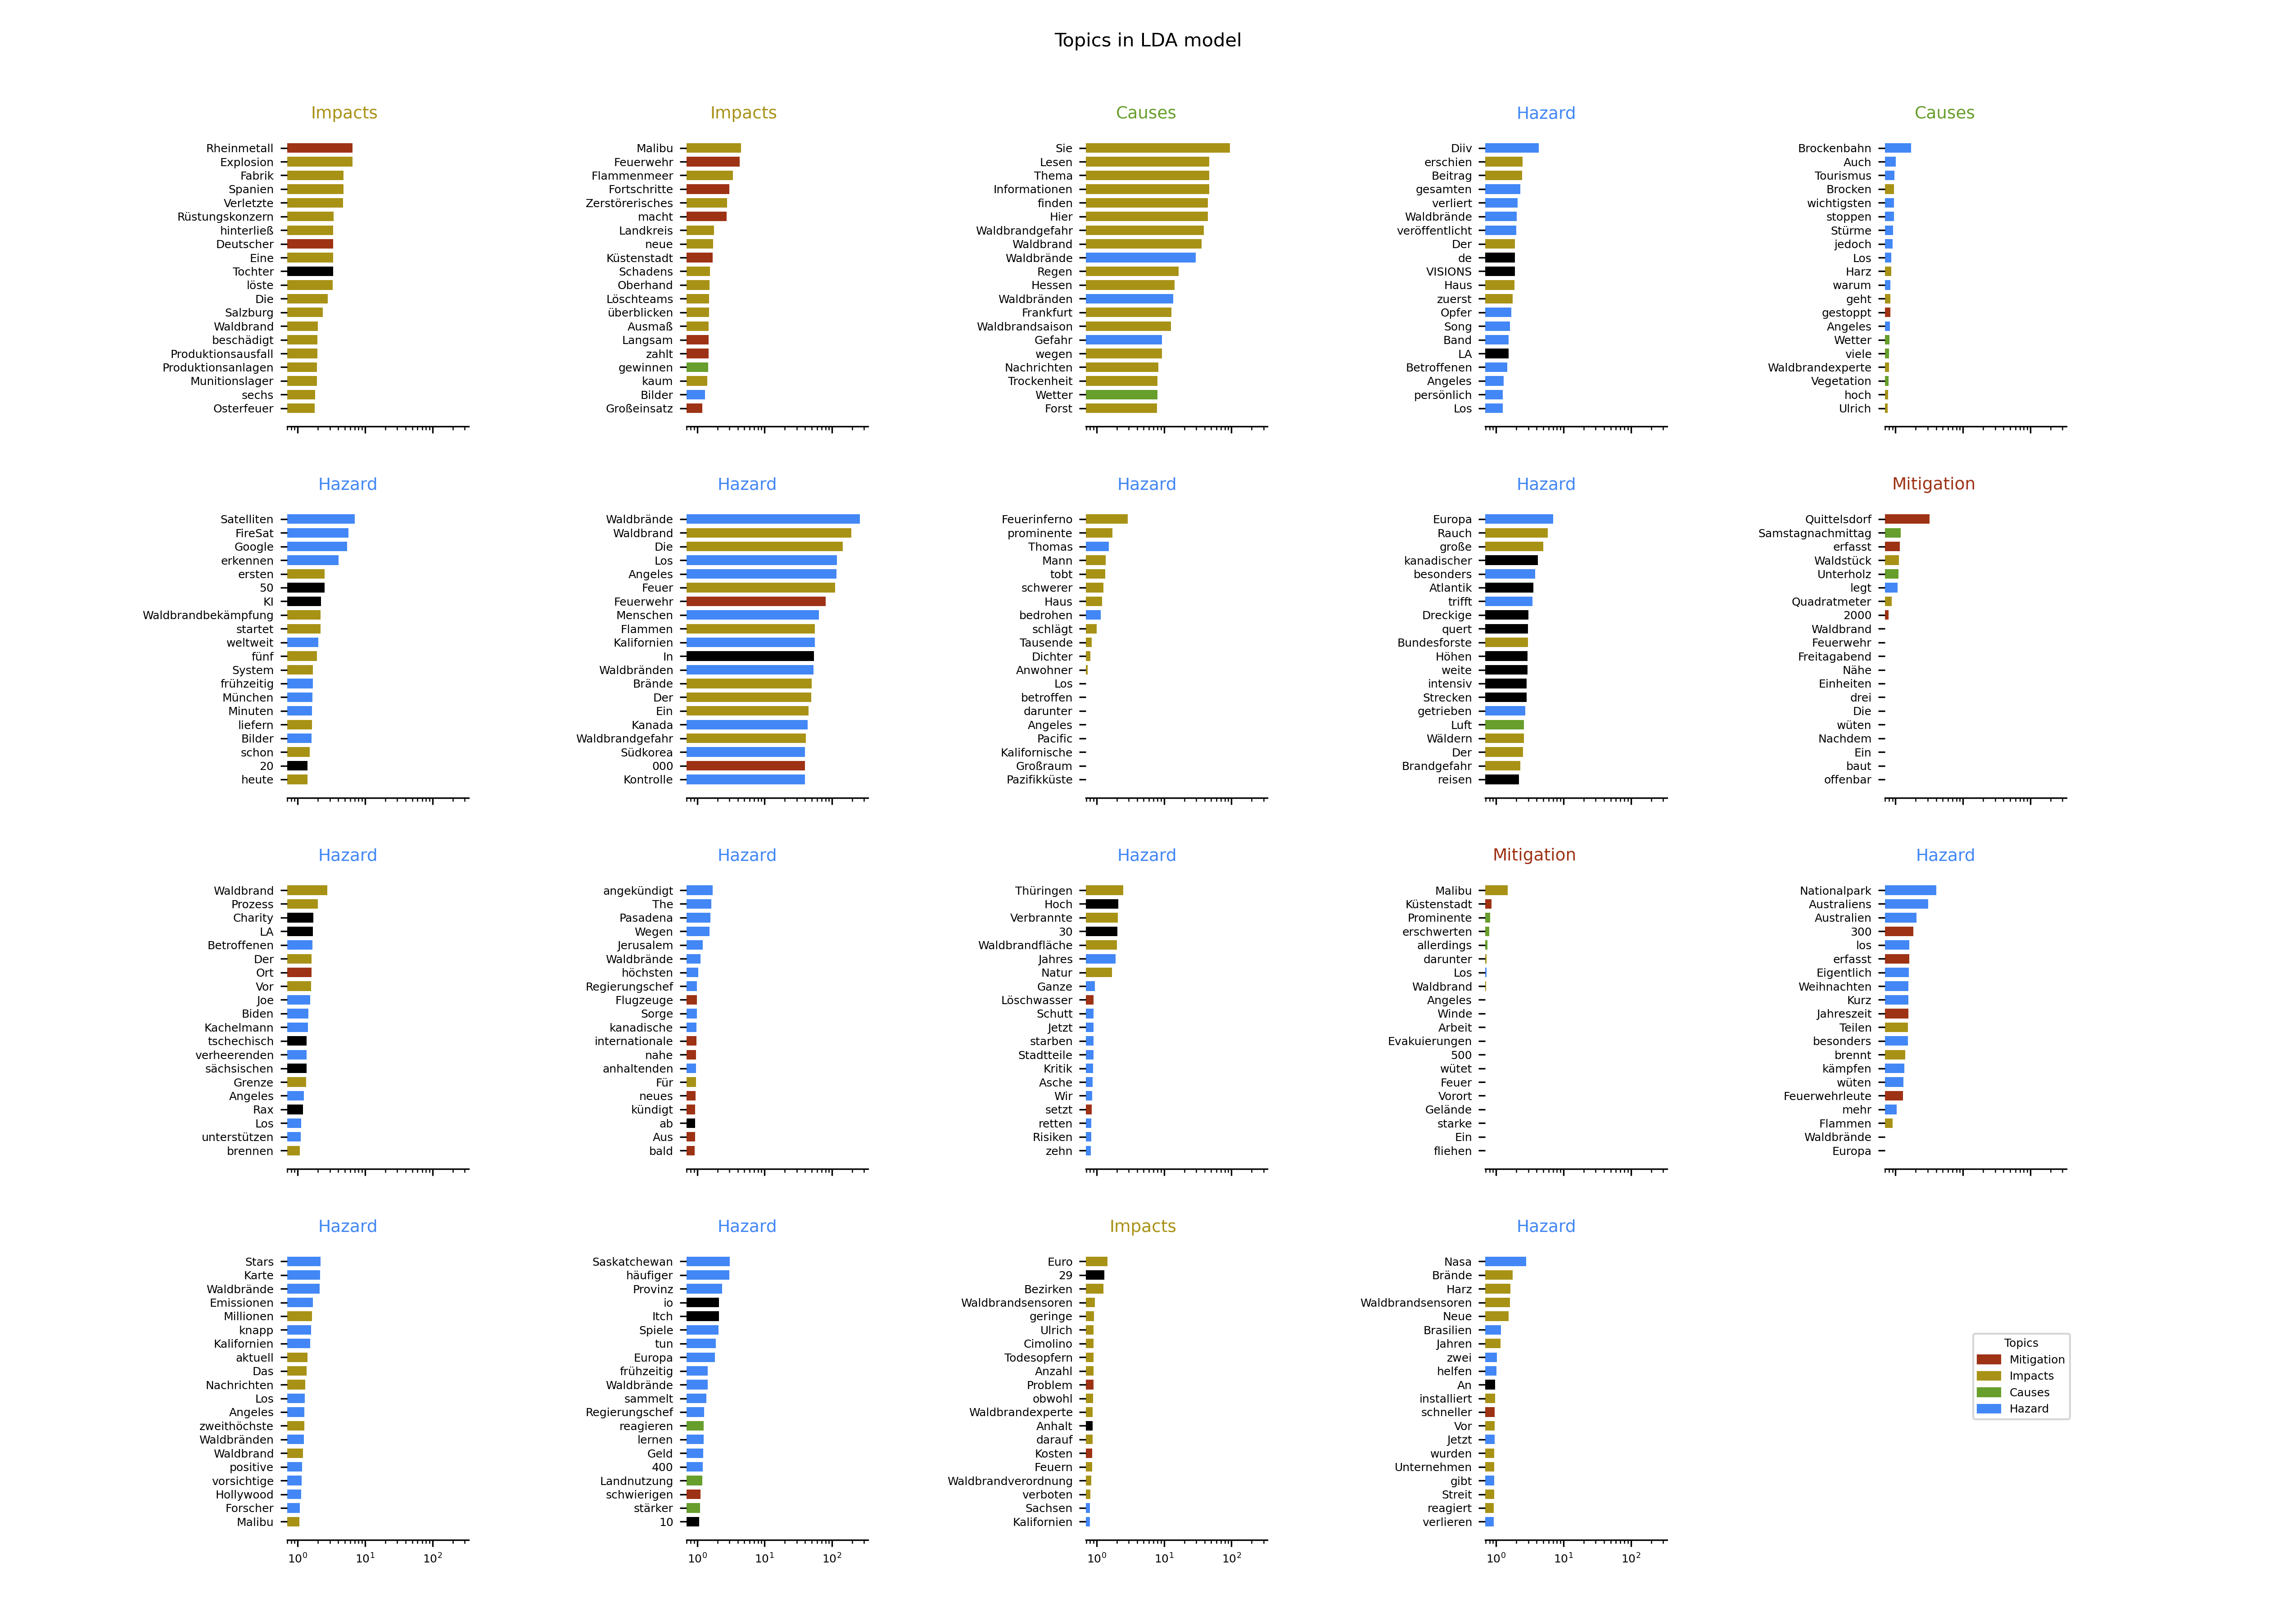 Topics in LDA model
Impacts
Rheinmetall
Explosion
Fabrik
Spanien
Verletzte
Rüstungskonzern
hinterließ
Deutscher
Eine
Tochter
löste
Die
Salzburg
Waldbrand
beschädigt
Produktionsausfall
Produktionsanlagen
Munitionslager
sechs
Osterfeuer
Impacts
Malibu
Feuerwehr
Flammenmeer
Fortschritte
Zerstörerisches
macht
Landkreis
neue
Küstenstadt
Schadens
Oberhand
Löschteams
überblicken
Ausmaß
Langsam
zahlt
gewinnen
kaum
Bilder
Großeinsatz
Causes
Sie
Lesen
Thema
Informationen
finden
Hier
Waldbrandgefahr
Waldbrand
Waldbrände
Regen
Hessen
Waldbränden
Frankfurt
Waldbrandsaison
Gefahr
wegen
Nachrichten
Trockenheit
Wetter
Forst
Hazard
Diiv
erschien
Beitrag
gesamten
verliert
Waldbrände
veröffentlicht
Der
de
VISIONS
Haus
zuerst
Opfer
Song
Band
LA
Betroffenen
Angeles
persönlich
Los
Causes
Brockenbahn
Auch
Tourismus
Brocken
wichtigsten
stoppen
Stürme
jedoch
Los
Harz
warum
geht
gestoppt
Angeles
Wetter
viele
Waldbrandexperte
Vegetation
hoch
Ulrich
Hazard
Satelliten
FireSat
Google
erkennen
ersten
50
KI
Waldbrandbekämpfung
startet
weltweit
fünf
System
frühzeitig
München
Minuten
liefern
Bilder
schon
20
heute
Hazard
Waldbrände
Waldbrand
Die
Los
Angeles
Feuer
Feuerwehr
Menschen
Flammen
Kalifornien
In
Waldbränden
Brände
Der
Ein
Kanada
Waldbrandgefahr
Südkorea
000
Kontrolle
Hazard
Feuerinferno
prominente
Thomas
Mann
tobt
schwerer
Haus
bedrohen
schlägt
Tausende
Dichter
Anwohner
Los
betroffen
darunter
Angeles
Pacific
Kalifornische
Großraum
Pazifikküste
Hazard
Europa
Rauch
große
kanadischer
besonders
Atlantik
trifft
Dreckige
quert
Bundesforste
Höhen
weite
intensiv
Strecken
getrieben
Luft
Wäldern
Der
Brandgefahr
reisen
Mitigation
Quittelsdorf
Samstagnachmittag
erfasst
Waldstück
Unterholz
legt
Quadratmeter
2000
Waldbrand
Feuerwehr
Freitagabend
Nähe
Einheiten
drei
Die
wüten
Nachdem
Ein
baut
offenbar
Hazard
Waldbrand
Prozess
Charity
LA
Betroffenen
Der
Ort
Vor
Joe
Biden
Kachelmann
tschechisch
verheerenden
sächsischen
Grenze
Angeles
Rax
Los
unterstützen
brennen
Hazard
angekündigt
The
Pasadena
Wegen
Jerusalem
Waldbrände
höchsten
Regierungschef
Flugzeuge
Sorge
kanadische
internationale
nahe
anhaltenden
Für
neues
kündigt
ab
Aus
bald
Hazard
Thüringen
Hoch
Verbrannte
30
Waldbrandfläche
Jahres
Natur
Ganze
Löschwasser
Schutt
Jetzt
starben
Stadtteile
Kritik
Asche
Wir
setzt
retten
Risiken
zehn
Mitigation
Malibu
Küstenstadt
Prominente
erschwerten
allerdings
darunter
Los
Waldbrand
Angeles
Winde
Arbeit
Evakuierungen
500
wütet
Feuer
Vorort
Gelände
starke
Ein
fliehen
Hazard
Nationalpark
Australiens
Australien
300
los
erfasst
Eigentlich
Weihnachten
Kurz
Jahreszeit
Teilen
besonders
brennt
kämpfen
wüten
Feuerwehrleute
mehr
Flammen
Waldbrände
Europa
Hazard
Stars
Karte
Waldbrände
Emissionen
Millionen
knapp
Kalifornien
aktuell
Das
Nachrichten
Los
Angeles
zweithöchste
Waldbränden
Waldbrand
positive
vorsichtige
Hollywood
Forscher
Malibu
10⁰ 10¹ 10²
Hazard
Saskatchewan
häufiger
Provinz
io
Itch
Spiele
tun
Europa
frühzeitig
Waldbrände
sammelt
Regierungschef
reagieren
lernen
Geld
400
Landnutzung
schwierigen
stärker
10
10⁰ 10¹ 10²
Impacts
Euro
29
Bezirken
Waldbrandsensoren
geringe
Ulrich
Cimolino
Todesopfern
Anzahl
Problem
obwohl
Waldbrandexperte
Anhalt
darauf
Kosten
Feuern
Waldbrandverordnung
verboten
Sachsen
Kalifornien
10⁰ 10¹ 10²
Hazard
Nasa
Brände
Harz
Waldbrandsensoren
Neue
Brasilien
Jahren
zwei
helfen
An
installiert
schneller
Vor
Jetzt
wurden
Unternehmen
gibt
Streit
reagiert
verlieren
10⁰ 10¹ 10²
Topics
Mitigation
Impacts
Causes
Hazard